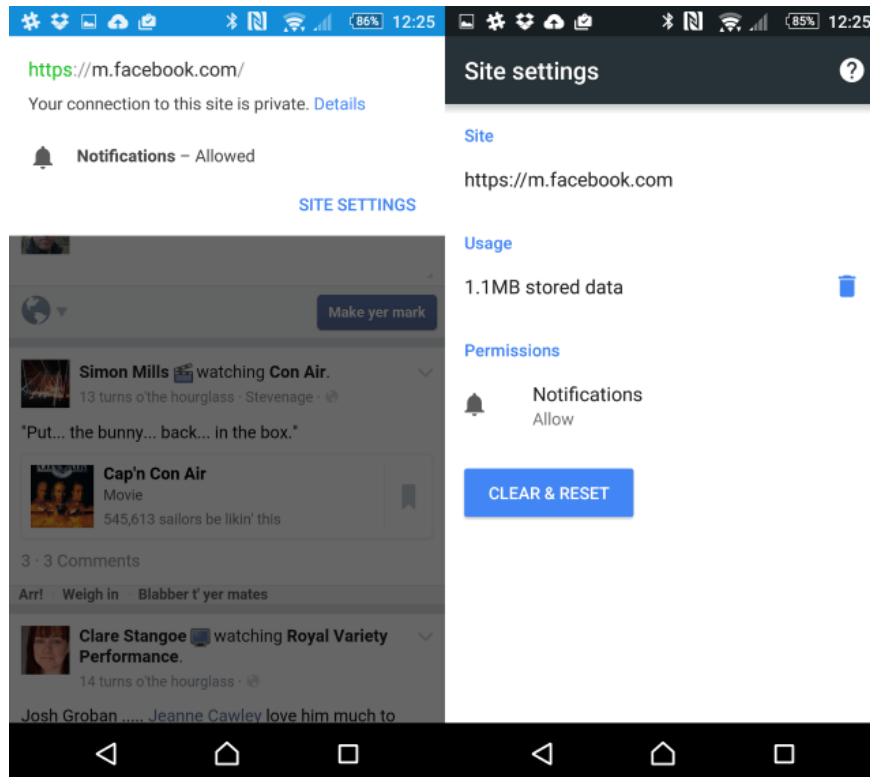 86% 12:25
https://m.facebook.com/
Your connection to this site is private. Details
Notifications – Allowed
SITE SETTINGS
Make yer mark
Simon Mills watching Con Air.
13 turns o'the hourglass · Stevenage ·
"Put... the bunny... back... in the box."
Cap'n Con Air
Movie
545,613 sailors be likin' this
3 · 3 Comments
Arr! · Weigh in · Blabber t' yer mates
Clare Stangoe watching Royal Variety
Performance.
14 turns o'the hourglass ·
Josh Groban ..... Jeanne Cawley love him much to
85% 12:25
Site settings
?
Site
https://m.facebook.com
Usage
1.1MB stored data
Permissions
Notifications
Allow
CLEAR & RESET